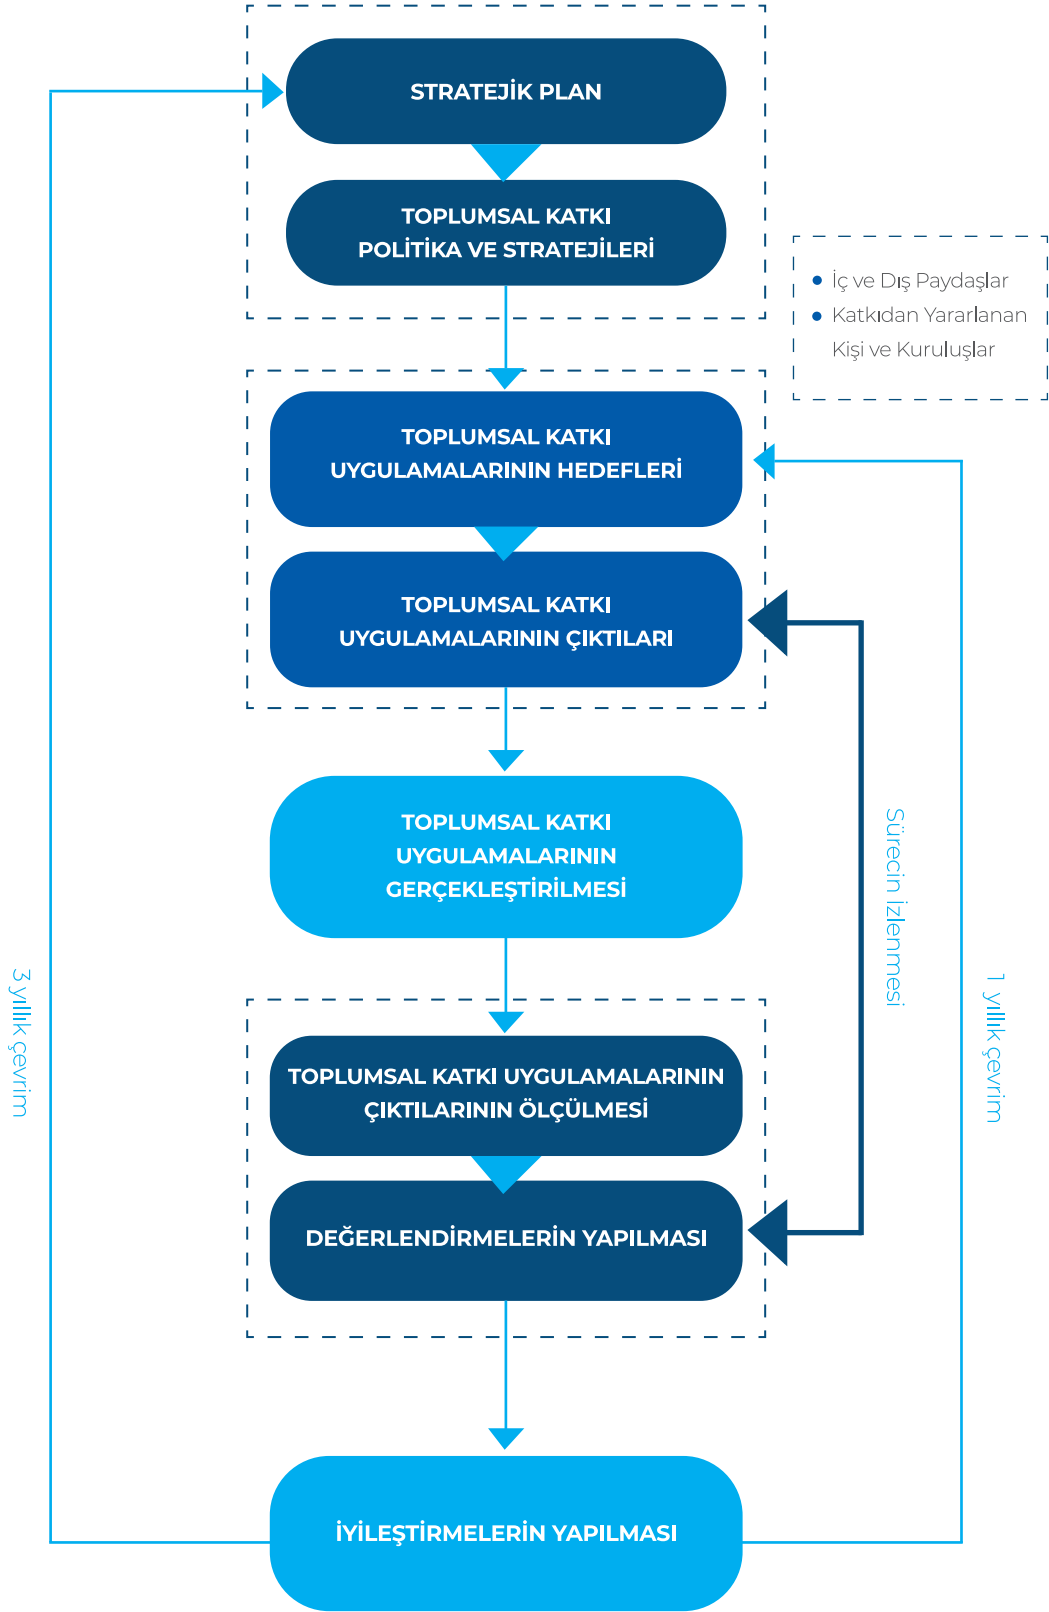 STRATEJİK PLAN
TOPLUMSAL KATKI
POLİTİKA VE STRATEJİLERİ
• İç ve Dış Paydaşlar
• Katkıdan Yararlanan
Kişi ve Kuruluşlar
TOPLUMSAL KATKI
UYGULAMALARININ HEDEFLERİ
TOPLUMSAL KATKI
UYGULAMALARININ ÇIKTILARI
TOPLUMSAL KATKI
UYGULAMALARININ
GERÇEKLEŞTİRİLMESİ
Sürecin İzlenmesi
3 yıllık çevrim
1 yıllık çevrim
TOPLUMSAL KATKI UYGULAMALARININ
ÇIKTILARININ ÖLÇÜLMESİ
DEĞERLENDİRMELERİN YAPILMASI
İYİLEŞTİRMELERİN YAPILMASI